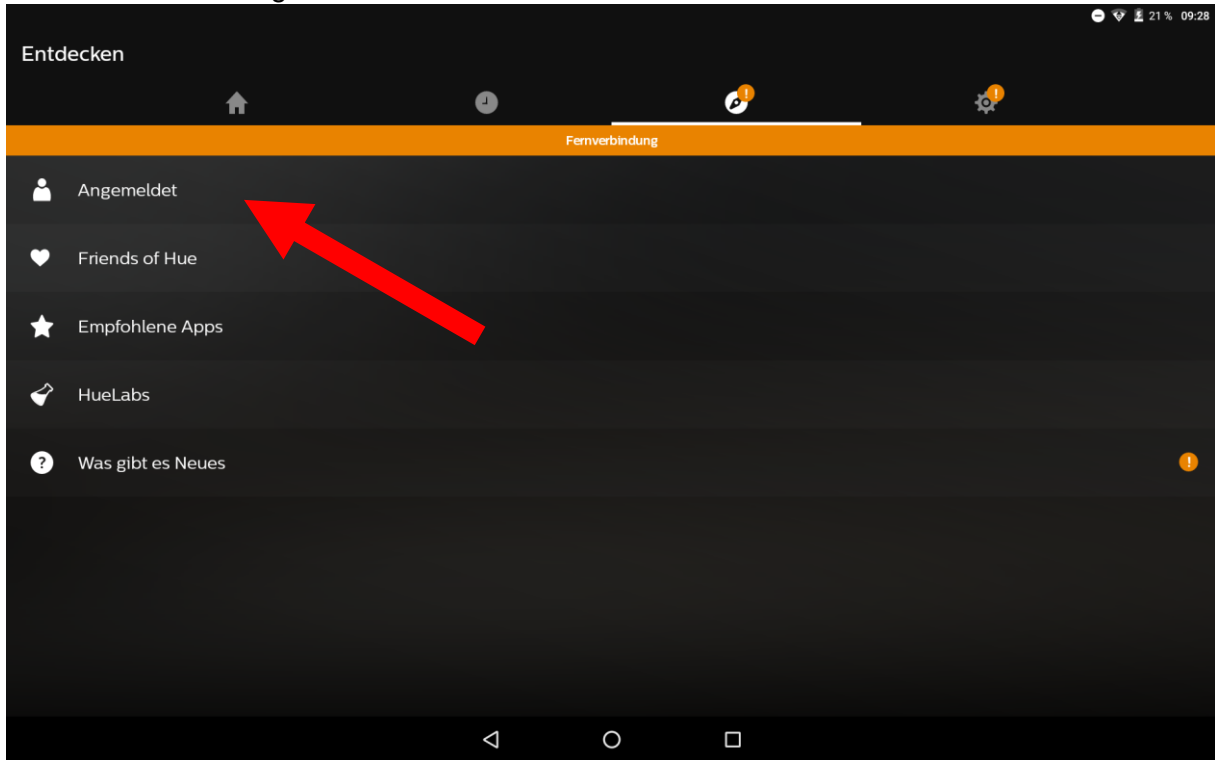 21 % 09:28
Entdecken
Fernverbindung
Angemeldet
Friends of Hue
Empfohlene Apps
HueLabs
Was gibt es Neues